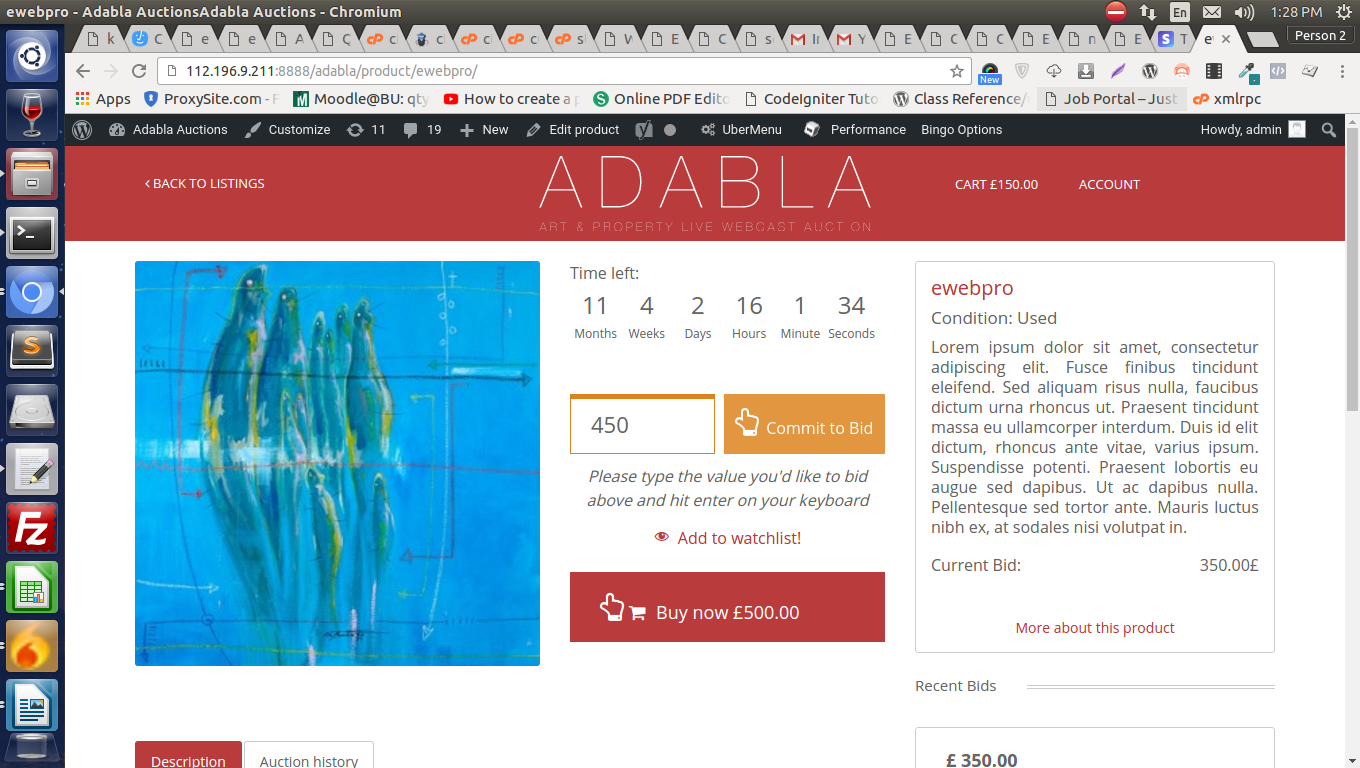 ewebpro - Adabla AuctionsAdabla Auctions - Chromium
En
1:28 PM
Person 2
112.196.9.211:8888/adabla/product/ewebpro/
New
Apps
ProxySite.com - F
Moodle@BU: qty
How to create a p
Online PDF Edito
CodeIgniter Tuto
Class Reference/
Job Portal – Just
xmlrpc
Adabla Auctions
Customize
11
19
New
Edit product
UberMenu
Performance
Bingo Options
Howdy, admin
BACK TO LISTINGS
ADABLA
ART & PROPERTY LIVE WEBCAST AUCTION
CART £150.00
ACCOUNT
Time left:
11 4 2 16 1 34
Months Weeks Days Hours Minute Seconds
450
Commit to Bid
Please type the value you'd like to bid
above and hit enter on your keyboard
Add to watchlist!
Buy now £500.00
ewebpro
Condition: Used
Lorem ipsum dolor sit amet, consectetur
adipiscing elit. Fusce finibus tincidunt
eleifend. Sed aliquam risus nulla, faucibus
dictum urna rhoncus ut. Praesent tincidunt
massa eu ullamcorper interdum. Duis id elit
dictum, rhoncus ante vitae, varius ipsum.
Suspendisse potenti. Praesent lobortis eu
augue sed dapibus. Ut ac dapibus nulla.
Pellentesque sed tortor ante. Mauris luctus
nibh ex, at sodales nisi volutpat in.
Current Bid: 350.00£
More about this product
Recent Bids
£ 350.00
Description
Auction history